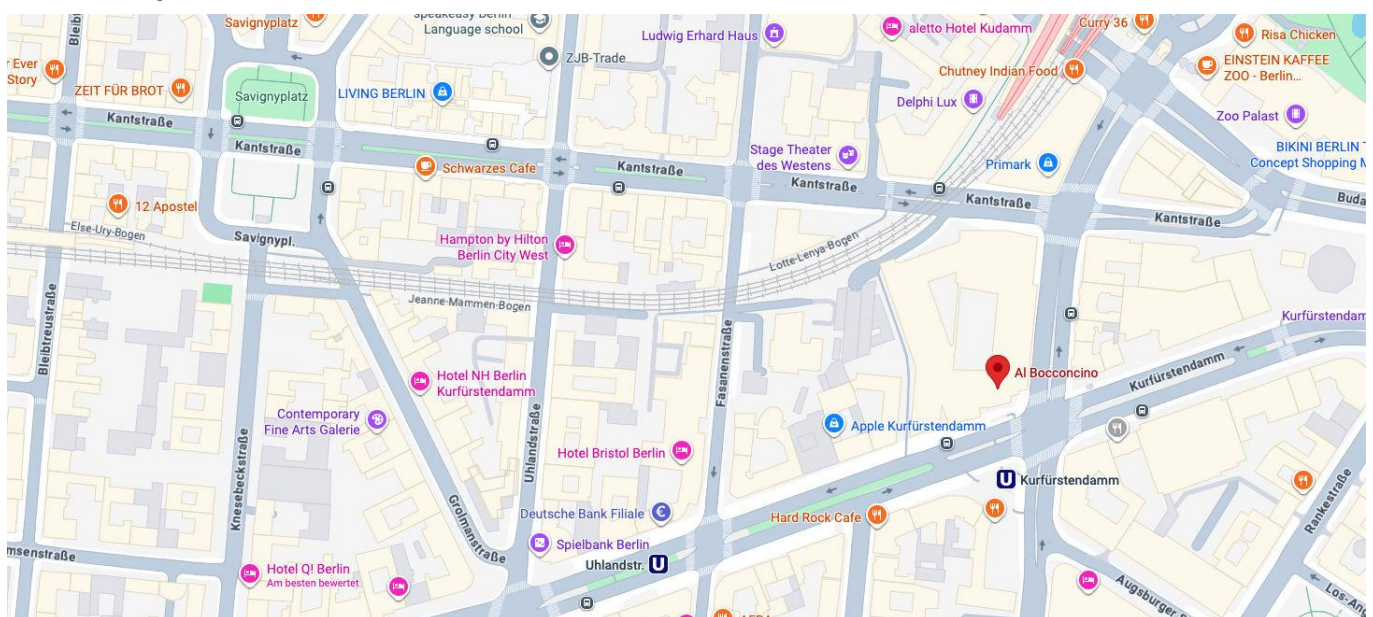 Savignyplatz
speakeasy Berlin
Language school
ZJB-Trade
Ludwig Erhard Haus
aletto Hotel Kudamm
Curry 36
Risa Chicken
Ever
Story
ZEIT FÜR BROT
Savignyplatz
LIVING BERLIN
Chutney Indian Food
EINSTEIN KAFFEE
ZOO - Berlin...
Delphi Lux
Zoo Palast
Kantstraße
Kantstraße
Schwarzes Cafe
Kantstraße
Stage Theater
des Westens
Kantstraße
Primark
BIKINI BERLIN
Concept Shopping
Kantstraße
Kantstraße
Buda
12 Apostel
Else-Ury-Bogen
Savignypl.
Hampton by Hilton
Berlin City West
Lotte-Lenya-Bogen
Jeanne-Mammen-Bogen
Bleibtreustraße
Kurfürstendam
Fasanenstraße
Al Bocconcino
Kurfürstendamm
Hotel NH Berlin
Kurfürstendamm
Contemporary
Fine Arts Galerie
Apple Kurfürstendamm
Uhlandstraße
Hotel Bristol Berlin
Knesebeckstraße
Grolmanstraße
U Kurfürstendamm
Rankestraße
Deutsche Bank Filiale
Hard Rock Cafe
Spielbank Berlin
Uhlandstr. U
msenstraße
Hotel Q! Berlin
Am besten bewertet
Augsburger
Los-Ang